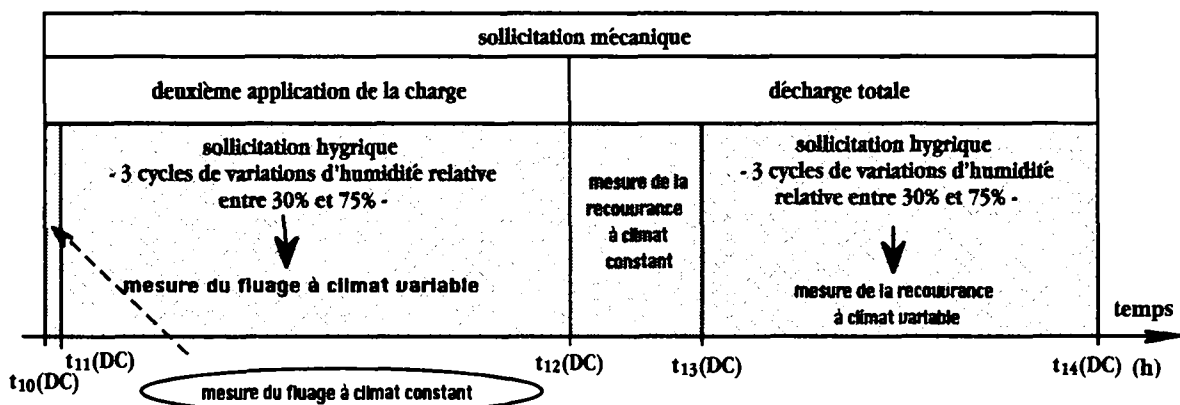 sollicitation mécanique
deuxième application de la charge
décharge totale
sollicitation hygrique
- 3 cycles de variations d'humidité relative
entre 30% et 75% -
mesure du fluage à climat variable
mesure de la
recouvrance
à climat
constant
sollicitation hygrique
- 3 cycles de variations d'humidité
relative entre 30% et 75% -
mesure de la recouvrance
à climat variable
temps
t10(DC)
t11(DC)
t12(DC)
t13(DC)
t14(DC) (h)
mesure du fluage à climat constant